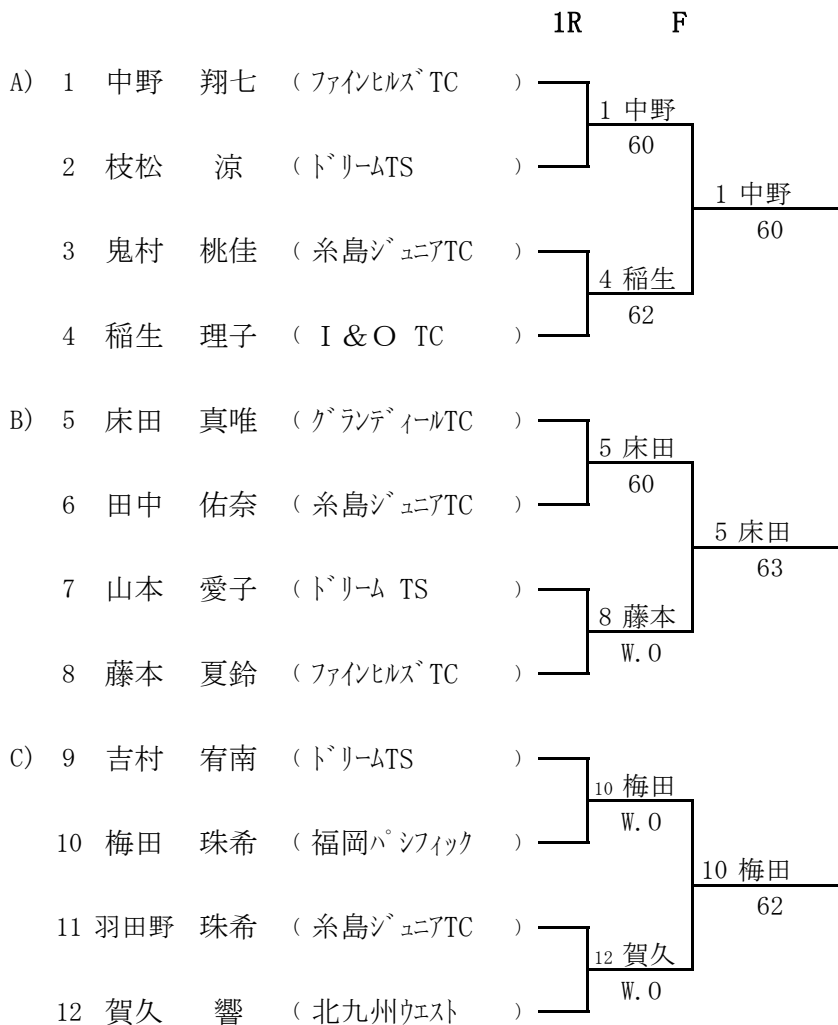 1R F
A) 1 中野 翔七 ( ファインヒルズTC )
1 中野
60
2 枝松 涼 ( ドリームTS )
1 中野
60
3 鬼村 桃佳 ( 糸島ジュニアTC )
4 稲生
62
4 稲生 理子 ( I&O TC )
B) 5 床田 真唯 ( グランディールTC )
5 床田
60
6 田中 佑奈 ( 糸島ジュニアTC )
5 床田
63
7 山本 愛子 ( ドリーム TS )
8 藤本
W.O
8 藤本 夏鈴 ( ファインヒルズTC )
C) 9 吉村 宥南 ( ドリームTS )
10 梅田
W.O
10 梅田 珠希 ( 福岡パシフィック )
10 梅田
62
11 羽田野 珠希 ( 糸島ジュニアTC )
12 賀久
W.O
12 賀久 響 ( 北九州ウエスト )